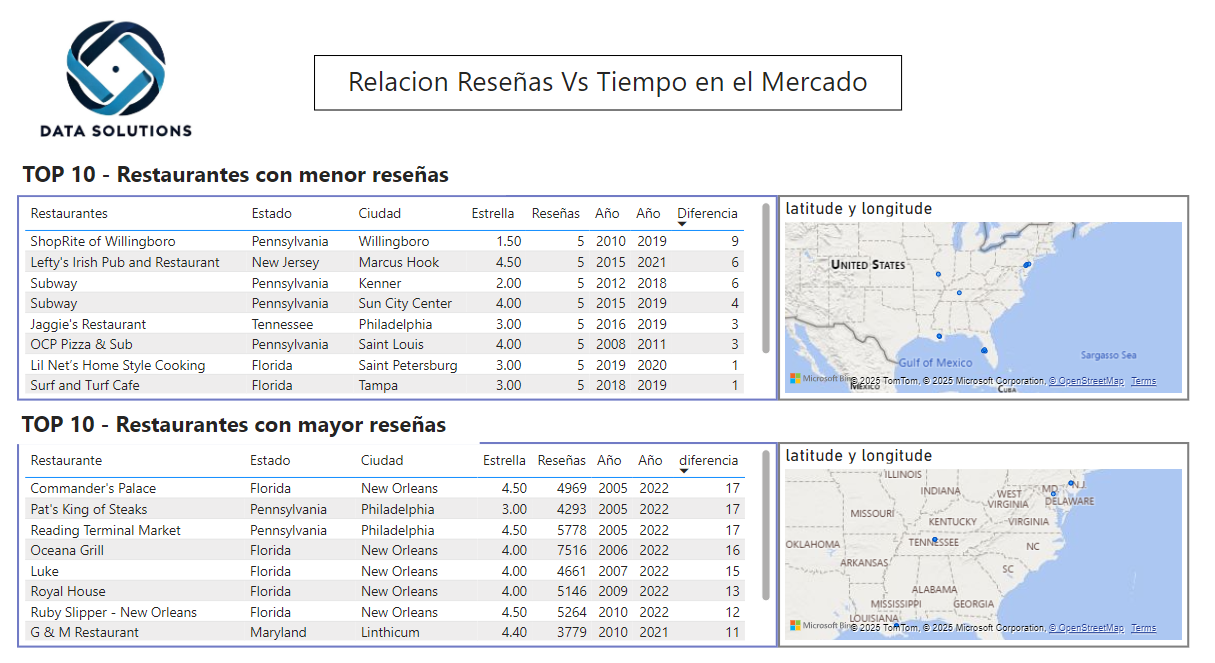 DATA SOLUTIONS
Relacion Reseñas Vs Tiempo en el Mercado
TOP 10 - Restaurantes con menor reseñas
Restaurantes Estado Ciudad Estrella Reseñas Año Año Diferencia
ShopRite of Willingboro Pennsylvania Willingboro 1.50 5 2010 2019 9
Lefty's Irish Pub and Restaurant New Jersey Marcus Hook 4.50 5 2015 2021 6
Subway Pennsylvania Kenner 2.00 5 2012 2018 6
Subway Pennsylvania Sun City Center 4.00 5 2015 2019 4
Jaggie's Restaurant Tennessee Philadelphia 3.00 5 2016 2019 3
OCP Pizza & Sub Pennsylvania Saint Louis 4.00 5 2008 2011 3
Lil Net's Home Style Cooking Florida Saint Petersburg 3.00 5 2019 2020 1
Surf and Turf Cafe Florida Tampa 3.00 5 2018 2019 1
latitude y longitude
UNITED STATES
Gulf of Mexico
Sargasso Sea
MEXICO
CUBA
Microsoft Bing
© 2025 TomTom, © 2025 Microsoft Corporation, © OpenStreetMap Terms
TOP 10 - Restaurantes con mayor reseñas
Restaurante Estado Ciudad Estrella Reseñas Año Año diferencia
Commander's Palace Florida New Orleans 4.50 4969 2005 2022 17
Pat's King of Steaks Pennsylvania Philadelphia 3.00 4293 2005 2022 17
Reading Terminal Market Pennsylvania Philadelphia 4.50 5778 2005 2022 17
Oceana Grill Florida New Orleans 4.00 7516 2006 2022 16
Luke Florida New Orleans 4.00 4661 2007 2022 15
Royal House Florida New Orleans 4.00 5146 2009 2022 13
Ruby Slipper - New Orleans Florida New Orleans 4.50 5264 2010 2022 12
G & M Restaurant Maryland Linthicum 4.40 3779 2010 2021 11
latitude y longitude
ILLINOIS
INDIANA
MD
NJ
WEST
VIRGINIA
DELAWARE
MISSOURI
KENTUCKY
VIRGINIA
OKLAHOMA
TENNESSEE
NC
ARKANSAS
SC
ALABAMA
MISSISSIPPI
GEORGIA
LOUISIANA
Microsoft Bing
© 2025 TomTom, © 2025 Microsoft Corporation, © OpenStreetMap Terms